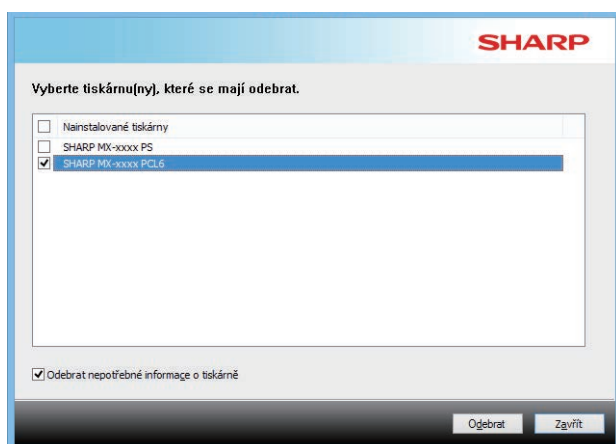 SHARP
Vyberte tiskárnu(ny), které se mají odebrat.
Nainstalované tiskárny
SHARP MX-xxxx PS
SHARP MX-xxxx PCL6
Odebrat nepotřebné informace o tiskárně
Odebrat
Zavřít